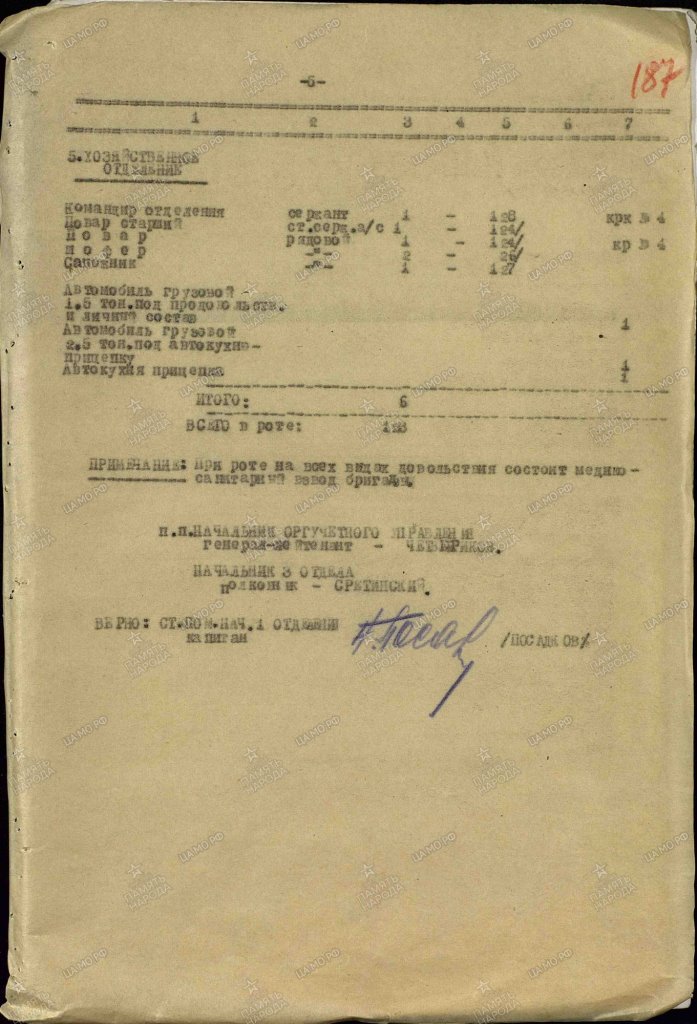 -6-
187
1 2 3 4 5 6 7
5. ХОЗЯЙСТВЕННОЕ
ОТДЕЛЕНИЕ
Командир отделения сержант 1 - 128 крк № 4
Повар старший ст.серж.а/с 1 - 124/
П о в а р рядовой 1 - 124/ кр № 4
Ш о ф е р -"- 2 - 26/
Сапожник -"- 1 - 127
Автомобиль грузовой -
1.5 тон.под продовольств.
и личный состав 1
Автомобиль грузовой
2.5 тон.под автокухню-
прицепку 1
Автокухня прицепка 1
ИТОГО: 6
ВСЕГО в роте: 123
ПРИМЕЧАНИЕ: При роте на всех видах довольствия состоит медико-
санитарный взвод бригады.
п.п.НАЧАЛЬНИК ОРГУЧЕТНОГО УПРАВЛЕНИЯ
генерал-лейтенант - ЧЕТВЕРИКОВ.
НАЧАЛЬНИК 3 ОТДЕЛА
полковник - СРЕТИНСКИЙ.
ВЕРНО: СТ.ПОМ.НАЧ.1 ОТДЕЛЕНИЯ
капитан /ПОСАДКОВ/